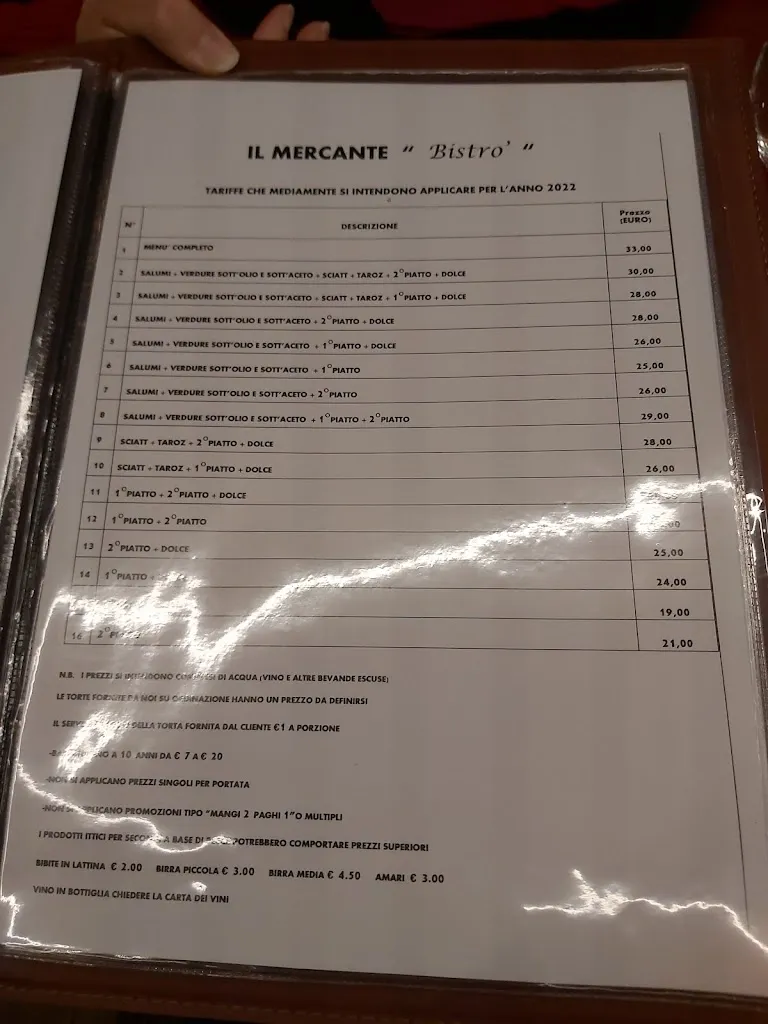 IL MERCANTE “ Bistro’ “
TARIFFE CHE MEDIAMENTE SI INTENDONO APPLICARE PER L'ANNO 2022
N° DESCRIZIONE Prezzo (EURO)
1 MENU' COMPLETO 33,00
2 SALUMI + VERDURE SOTT'OLIO E SOTT'ACETO + SCIATT + TAROZ + 2°PIATTO + DOLCE 30,00
3 SALUMI + VERDURE SOTT'OLIO E SOTT'ACETO + SCIATT + TAROZ + 1°PIATTO + DOLCE 28,00
4 SALUMI + VERDURE SOTT'OLIO E SOTT'ACETO + 2°PIATTO + DOLCE 28,00
5 SALUMI + VERDURE SOTT'OLIO E SOTT'ACETO + 1°PIATTO + DOLCE 26,00
6 SALUMI + VERDURE SOTT'OLIO E SOTT'ACETO + 1°PIATTO 25,00
7 SALUMI + VERDURE SOTT'OLIO E SOTT'ACETO + 2°PIATTO 26,00
8 SALUMI + VERDURE SOTT'OLIO E SOTT'ACETO + 1°PIATTO + 2°PIATTO 29,00
9 SCIATT + TAROZ + 2°PIATTO + DOLCE 28,00
10 SCIATT + TAROZ + 1°PIATTO + DOLCE 26,00
11 1°PIATTO + 2°PIATTO + DOLCE
12 1°PIATTO + 2°PIATTO
13 2°PIATTO + DOLCE 25,00
14 1°PIATTO + 24,00
19,00
16 2°PIATTO 21,00
N.B. I PREZZI SI INTENDONO DI ACQUA (VINO E ALTRE BEVANDE ESCUSE)
LE TORTE FORNITE DA NOI SU ORDINAZIONE HANNO UN PREZZO DA DEFINIRSI
IL DELLA TORTA FORNITA DAL CLIENTE €1 A PORZIONE
A 10 ANNI DA € 7 A € 20
-NON SI APPLICANO PREZZI SINGOLI PER PORTATA
-NON SI APPLICANO PROMOZIONI TIPO “MANGI 2 PAGHI 1”O MULTIPLI
I PRODOTTI ITTICI PER A BASE DI POTREBBERO COMPORTARE PREZZI SUPERIORI
BIBITE IN LATTINA € 2.00 BIRRA PICCOLA € 3.00 BIRRA MEDIA € 4.50 AMARI € 3.00
VINO IN BOTTIGLIA CHIEDERE LA CARTA DEI VINI